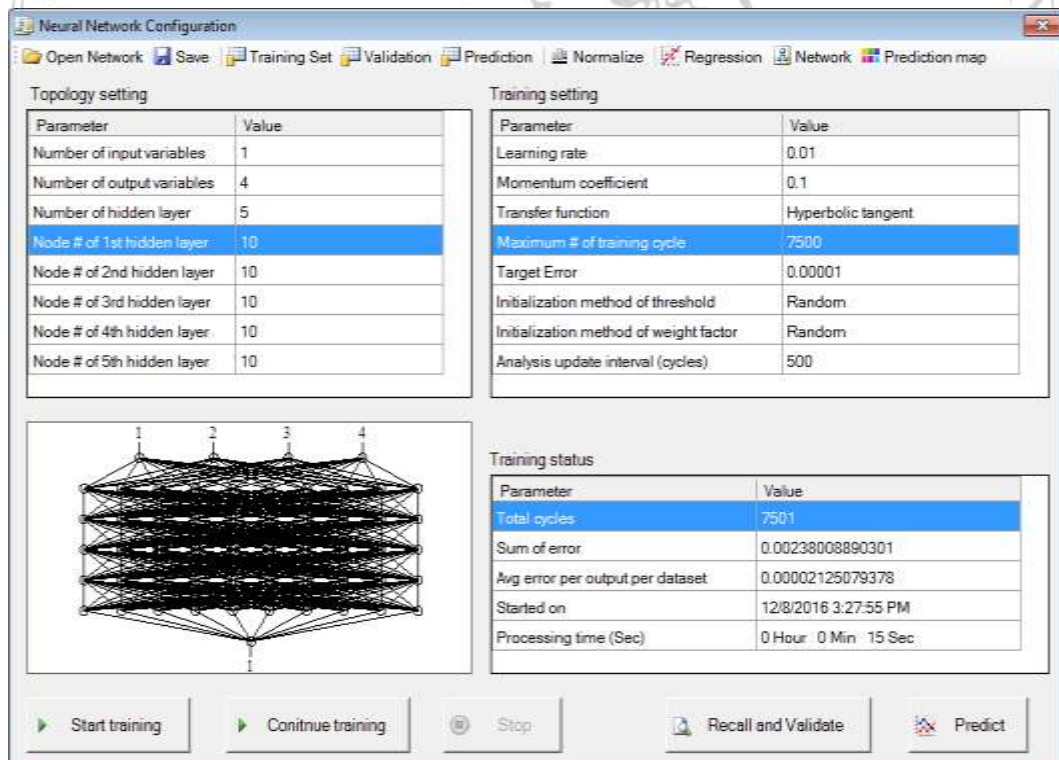 Neural Network Configuration
Open Network Save Training Set Validation Prediction Normalize Regression Network Prediction map
Topology setting
Parameter Value
Number of input variables 1
Number of output variables 4
Number of hidden layer 5
Node # of 1st hidden layer 10
Node # of 2nd hidden layer 10
Node # of 3rd hidden layer 10
Node # of 4th hidden layer 10
Node # of 5th hidden layer 10
Training setting
Parameter Value
Learning rate 0.01
Momentum coefficient 0.1
Transfer function Hyperbolic tangent
Maximum # of training cycle 7500
Target Error 0.00001
Initialization method of threshold Random
Initialization method of weight factor Random
Analysis update interval (cycles) 500
1 2 3 4
1
Training status
Parameter Value
Total cycles 7501
Sum of error 0.00238008890301
Avg error per output per dataset 0.00002125079378
Started on 12/8/2016 3:27:55 PM
Processing time (Sec) 0 Hour 0 Min 15 Sec
Start training Conitnue training Stop Recall and Validate Predict